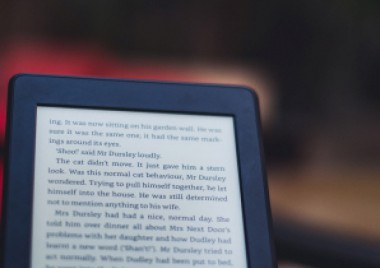 ing. It was now sitting on his garden wall. He was
sure it was the same one; it had the same mark-
ings around its eyes.
'Shoo!' said Mr Dursley loudly.
The cat didn't move. It just gave him a stern
look. Was this normal cat behaviour, Mr Dursley
wondered. Trying to pull himself together, he let
himself into the house. He was still determined
not to mention anything to his wife.
Mrs Dursley had had a nice, normal day. She
told him over dinner all about Mrs Next Door's
problems with her daughter and how Dudley had
learnt a new word ('Shan't!'). Mr Dursley tried to
act normally. When Dudley had been put to bed,